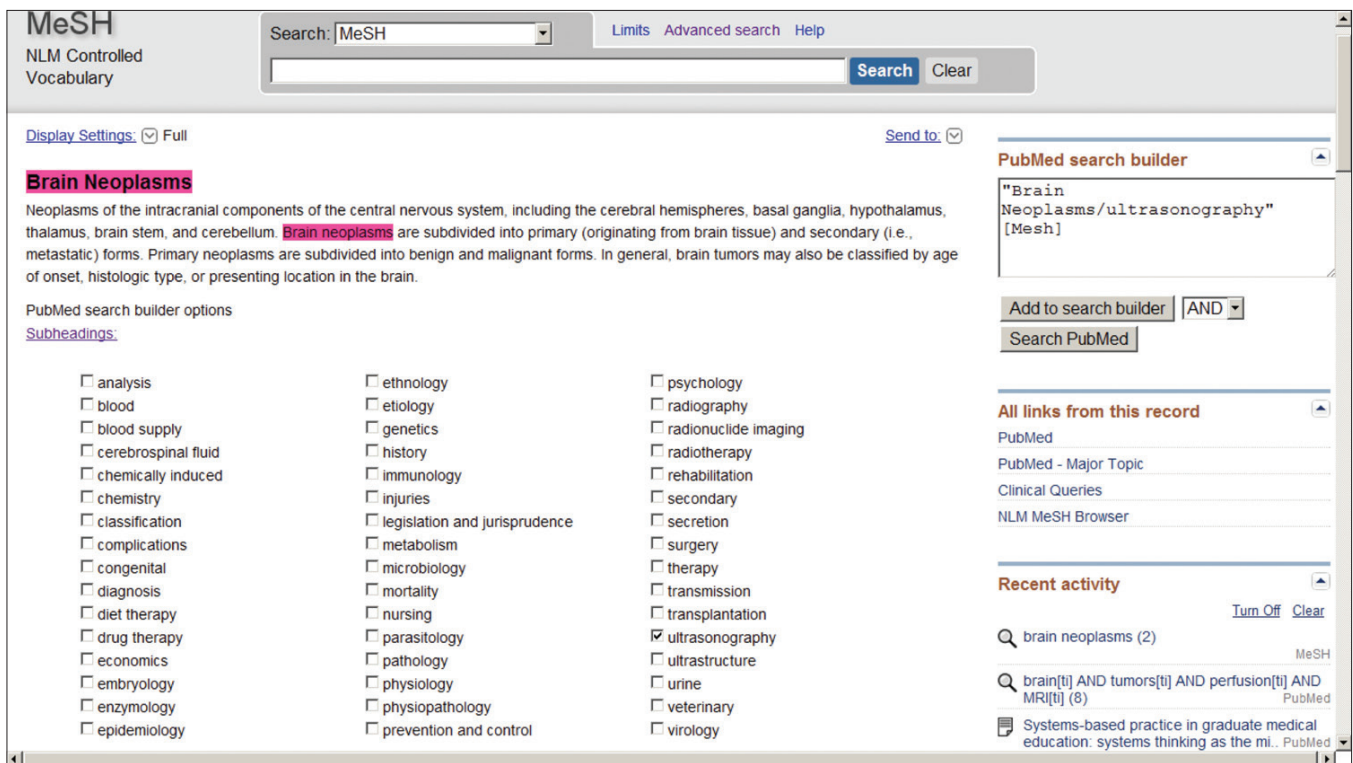 MeSH
NLM Controlled
Vocabulary
Search: MeSH
Limits Advanced search Help
Search Clear
Display Settings: Full
Send to:
Brain Neoplasms
Neoplasms of the intracranial components of the central nervous system, including the cerebral hemispheres, basal ganglia, hypothalamus,
thalamus, brain stem, and cerebellum. Brain neoplasms are subdivided into primary (originating from brain tissue) and secondary (i.e.,
metastatic) forms. Primary neoplasms are subdivided into benign and malignant forms. In general, brain tumors may also be classified by age
of onset, histologic type, or presenting location in the brain.
PubMed search builder options
Subheadings:
analysis
blood
blood supply
cerebrospinal fluid
chemically induced
chemistry
classification
complications
congenital
diagnosis
diet therapy
drug therapy
economics
embryology
enzymology
epidemiology
ethnology
etiology
genetics
history
immunology
injuries
legislation and jurisprudence
metabolism
microbiology
mortality
nursing
parasitology
pathology
physiology
physiopathology
prevention and control
psychology
radiography
radionuclide imaging
radiotherapy
rehabilitation
secondary
secretion
surgery
therapy
transmission
transplantation
ultrasonography
ultrastructure
urine
veterinary
virology
PubMed search builder
"Brain
Neoplasms/ultrasonography"
[Mesh]
Add to search builder AND
Search PubMed
All links from this record
PubMed
PubMed - Major Topic
Clinical Queries
NLM MeSH Browser
Recent activity
Turn Off Clear
brain neoplasms (2)
MeSH
brain[ti] AND tumors[ti] AND perfusion[ti] AND
MRI[ti] (8) PubMed
Systems-based practice in graduate medical
education: systems thinking as the mi.. PubMed